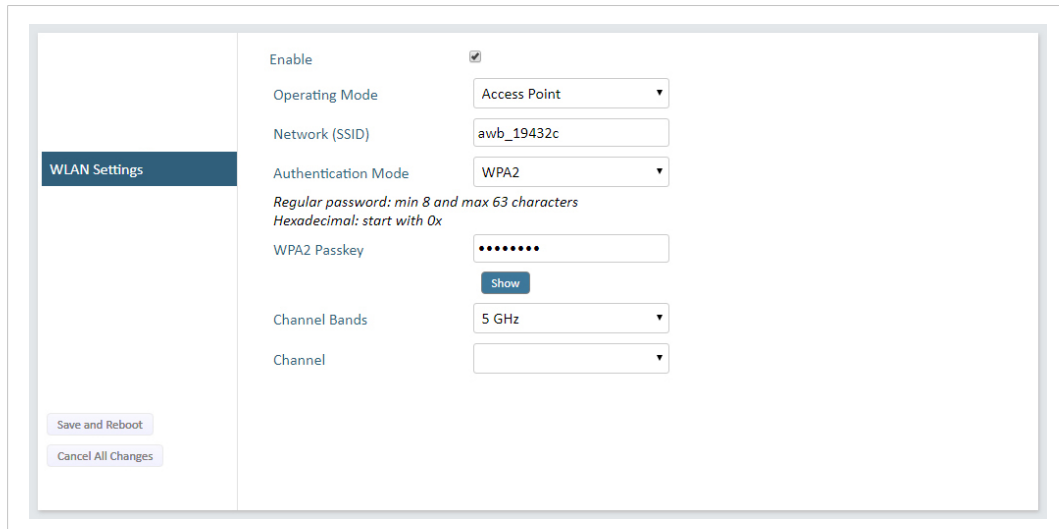 Enable
Operating Mode
Access Point
Network (SSID)
awb_19432c
WLAN Settings
Authentication Mode
WPA2
Regular password: min 8 and max 63 characters
Hexadecimal: start with 0x
WPA2 Passkey
••••••••
Show
Channel Bands
5 GHz
Channel
Save and Reboot
Cancel All Changes